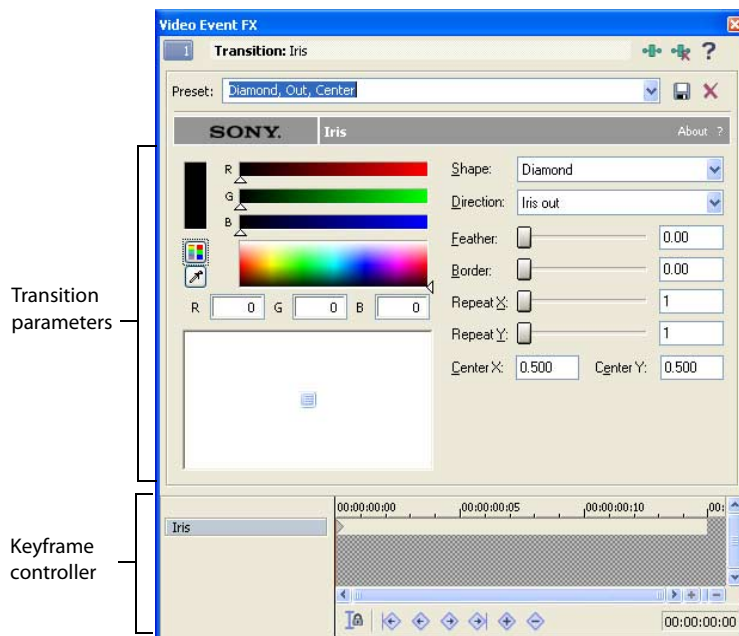 Video Event FX
1 Transition: Iris ?
Preset: Diamond, Out, Center
SONY. Iris About ?
R
G
B
R 0 G 0 B 0
Shape: Diamond
Direction: Iris out
Feather: 0.00
Border: 0.00
Repeat X: 1
Repeat Y: 1
Center X: 0.500 Center Y: 0.500
Transition
parameters
00:00:00:00 00:00:00:05 00:00:00:10 00:
Iris
Keyframe
controller
00:00:00:00